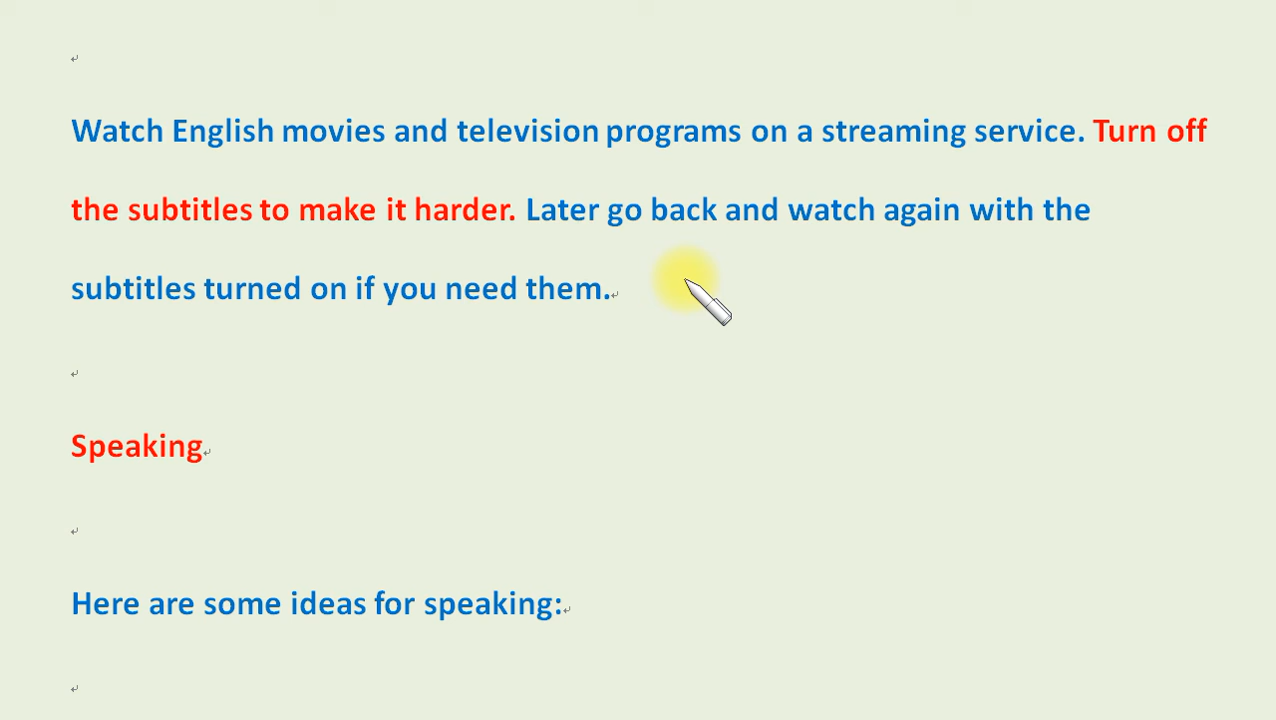 Watch English movies and television programs on a streaming service. Turn off
the subtitles to make it harder. Later go back and watch again with the
subtitles turned on if you need them.
Speaking
Here are some ideas for speaking: